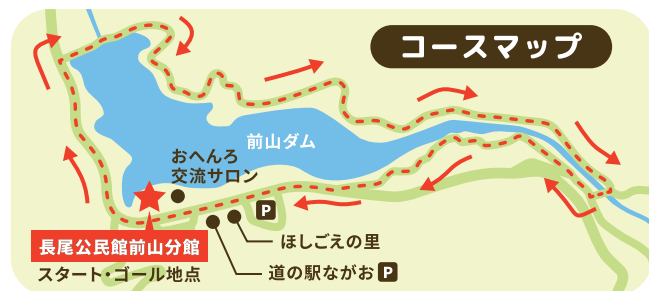 コースマップ
前山ダム
おへんろ
交流サロン
P
長尾公民館前山分館
スタート・ゴール地点
ほしごえの里
道の駅ながお P